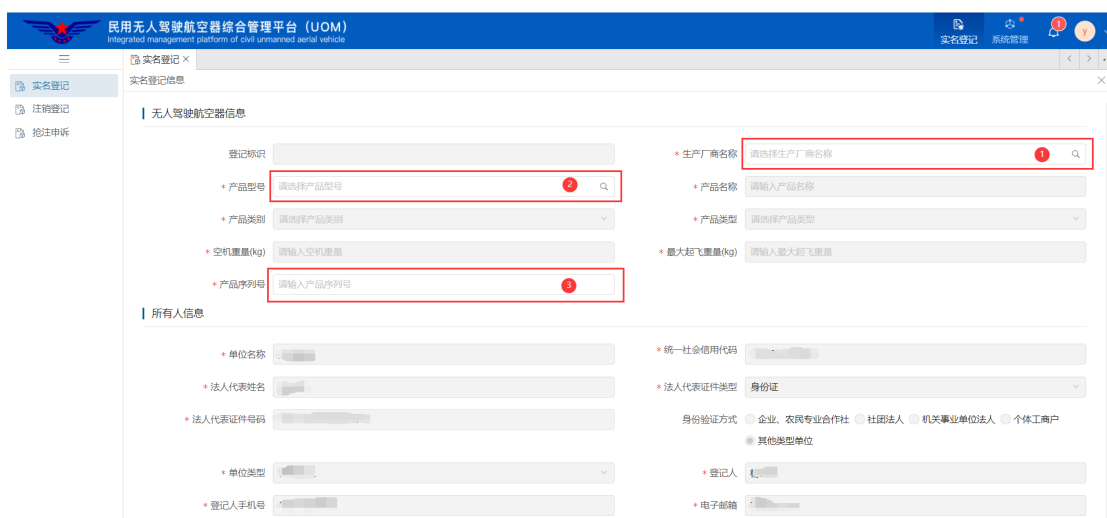 民用无人驾驶航空器综合管理平台（UOM）
Integrated management platform of civil unmanned aerial vehicle
实名登记
系统管理
1
y
实名登记 ×
实名登记
注销登记
抢注申诉
实名登记信息
无人驾驶航空器信息
登记标识
* 生产厂商名称 请选择生产厂商名称 1
* 产品型号 请选择产品型号 2
* 产品名称 请输入产品名称
* 产品类别 请选择产品类别
* 产品类型 请选择产品类型
* 空机重量(kg) 请输入空机重量
* 最大起飞重量(kg) 请输入最大起飞重量
* 产品序列号 请输入产品序列号 3
所有人信息
* 单位名称
* 统一社会信用代码
* 法人代表姓名
* 法人代表证件类型 身份证
* 法人代表证件号码
身份验证方式 企业、农民专业合作社 社团法人 机关事业单位法人 个体工商户
其他类型单位
* 单位类型
* 登记人
* 登记人手机号
* 电子邮箱